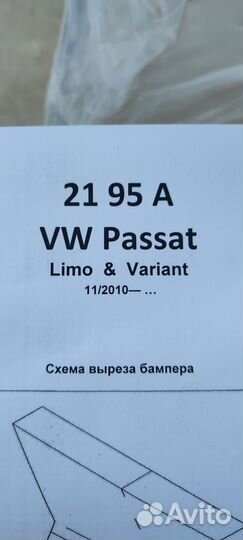 21 95 A
VW Passat
Limo & Variant
11/2010— ...
Схема выреза бампера
Avito